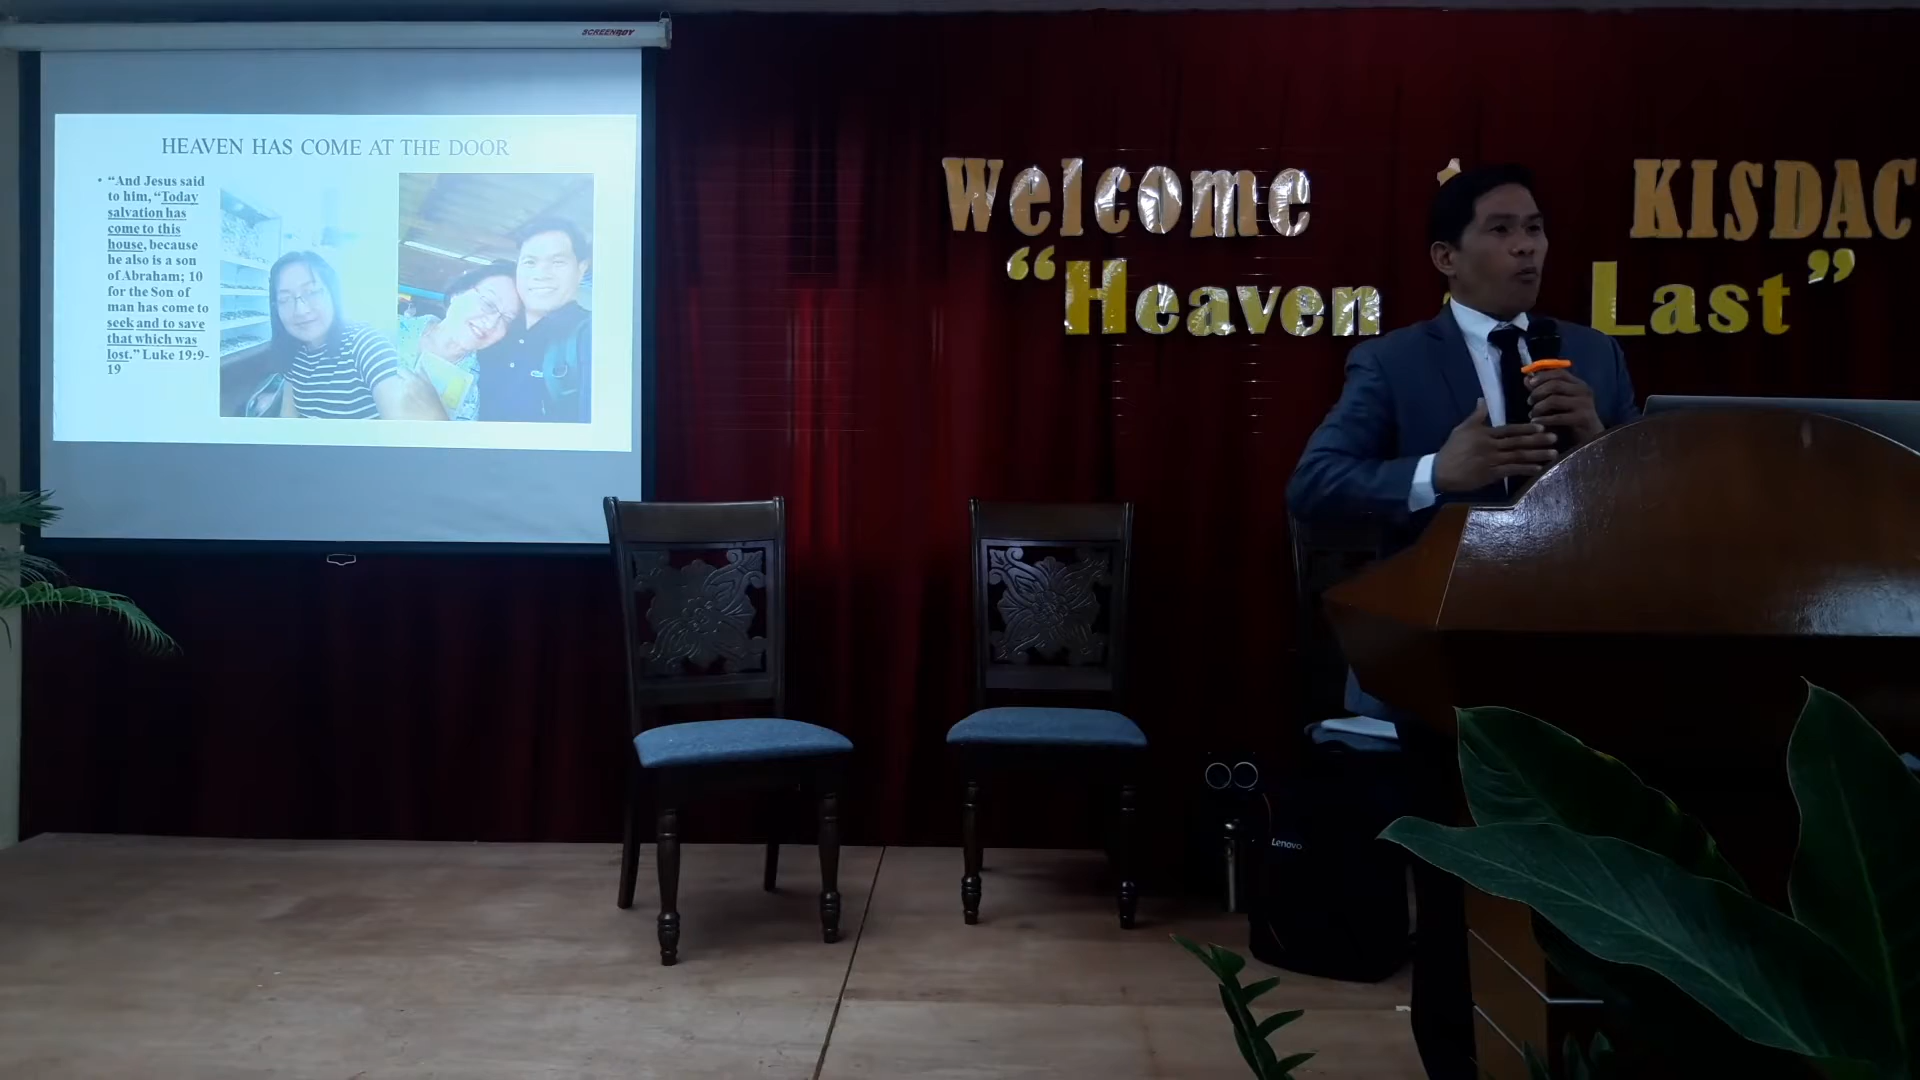 SCREENBOY
HEAVEN HAS COME AT THE DOOR
• “And Jesus said
to him, “Today
salvation has
come to this
house, because
he also is a son
of Abraham; 10
for the Son of
man has come to
seek and to save
that which was
lost.” Luke 19:9-
19
Welcome KISDAC
“Heaven Last”
Lenovo